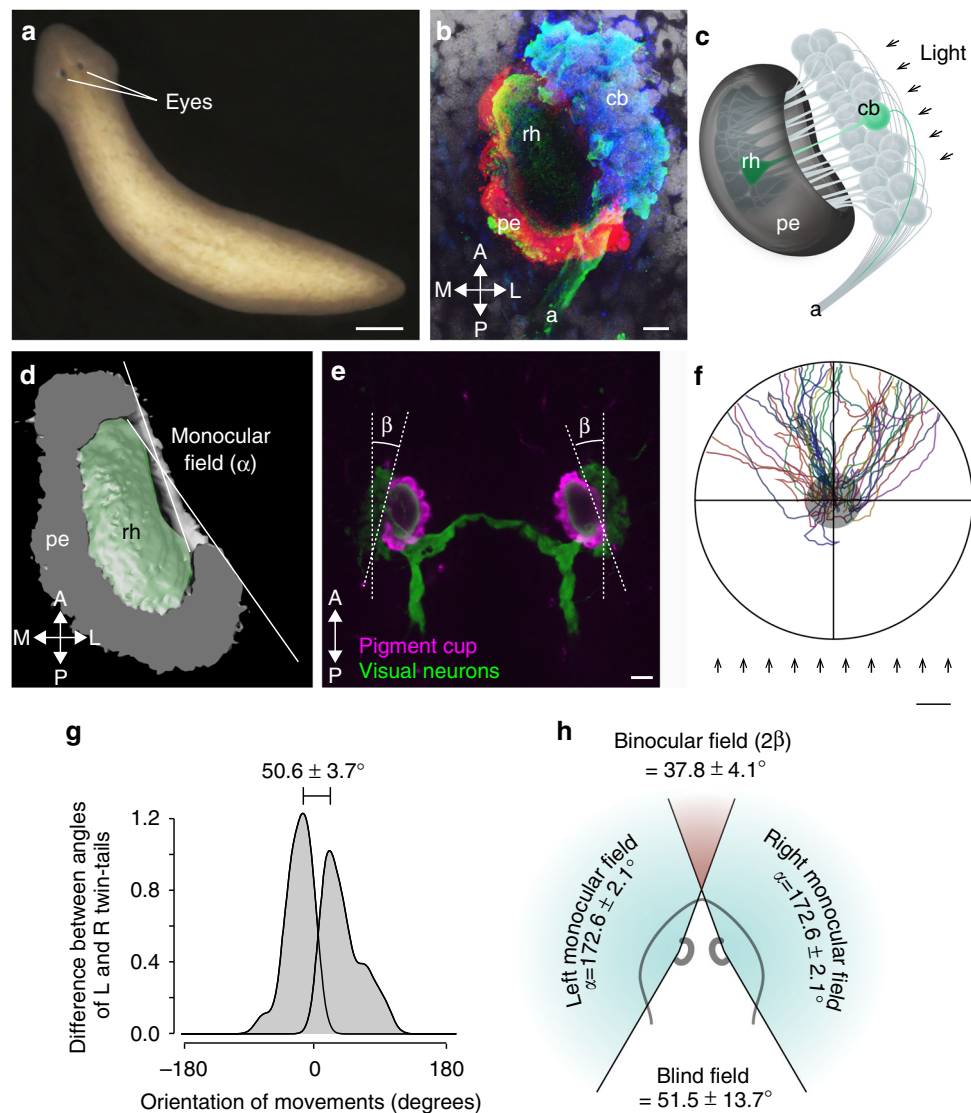 a
Eyes
b
cb
rh
pe
A
M
L
P
a
c
Light
cb
rh
pe
a
d
Monocular
field (α)
rh
pe
A
M
L
P
e
β
β
A
P
Pigment cup
Visual neurons
f
g
50.6 ± 3.7°
Difference between angles
of L and R twin-tails
1.2
0.8
0.4
0.0
−180
0
180
Orientation of movements (degrees)
h
Binocular field (2β)
= 37.8 ± 4.1°
Left monocular field
α=172.6 ± 2.1°
Right monocular field
α=172.6 ± 2.1°
Blind field
= 51.5 ± 13.7°